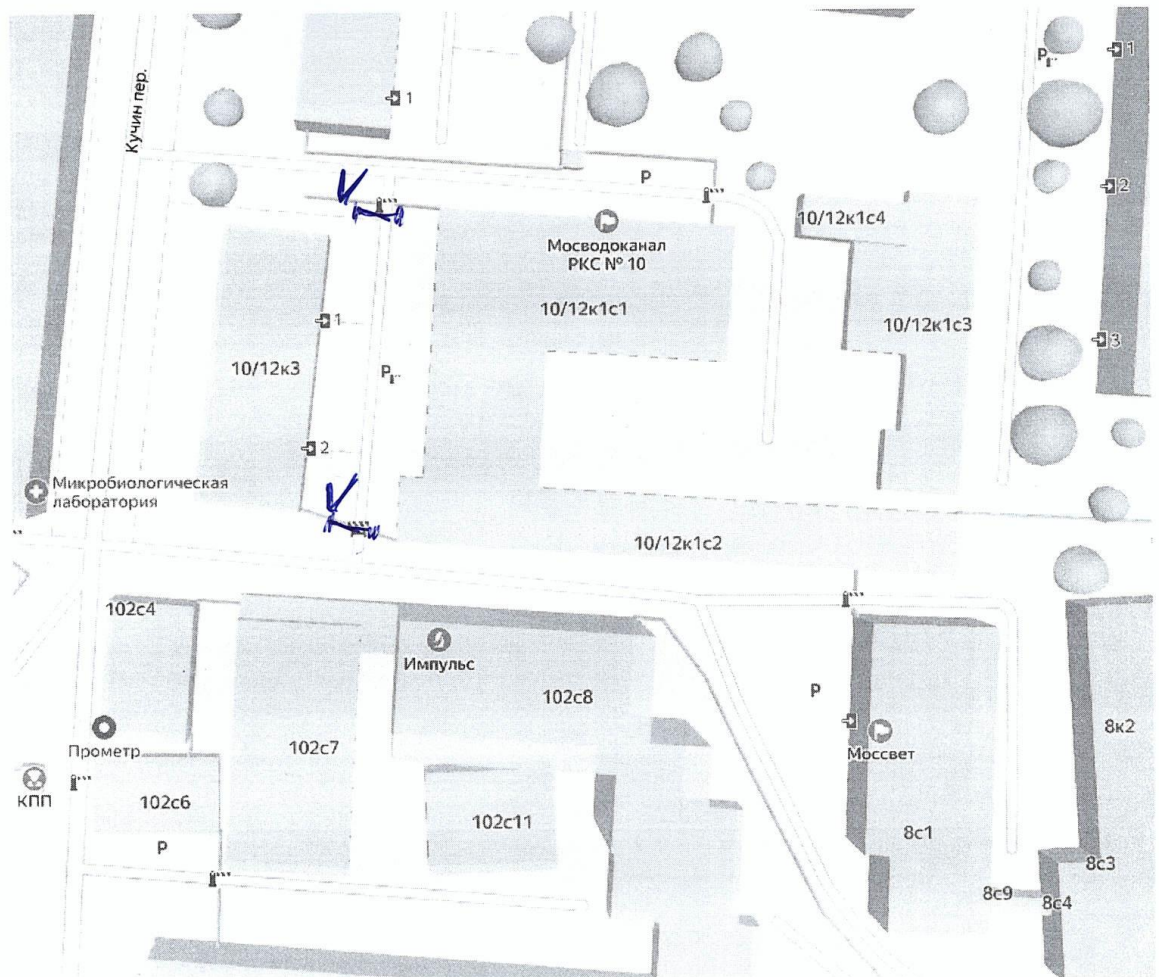 1
P
Кучин пер.
1
2
P
10/12к1с4
Мосводоканал
РКС № 10
10/12к1с1
1
10/12к1с3
3
10/12к3
P
2
Микробиологическая
лаборатория
10/12к1с2
102с4
Импульс
102с8
P
8к2
Прометр
102с7
Моссвет
КПП
102с6
102с11
8с1
P
8с3
8с9
8с4